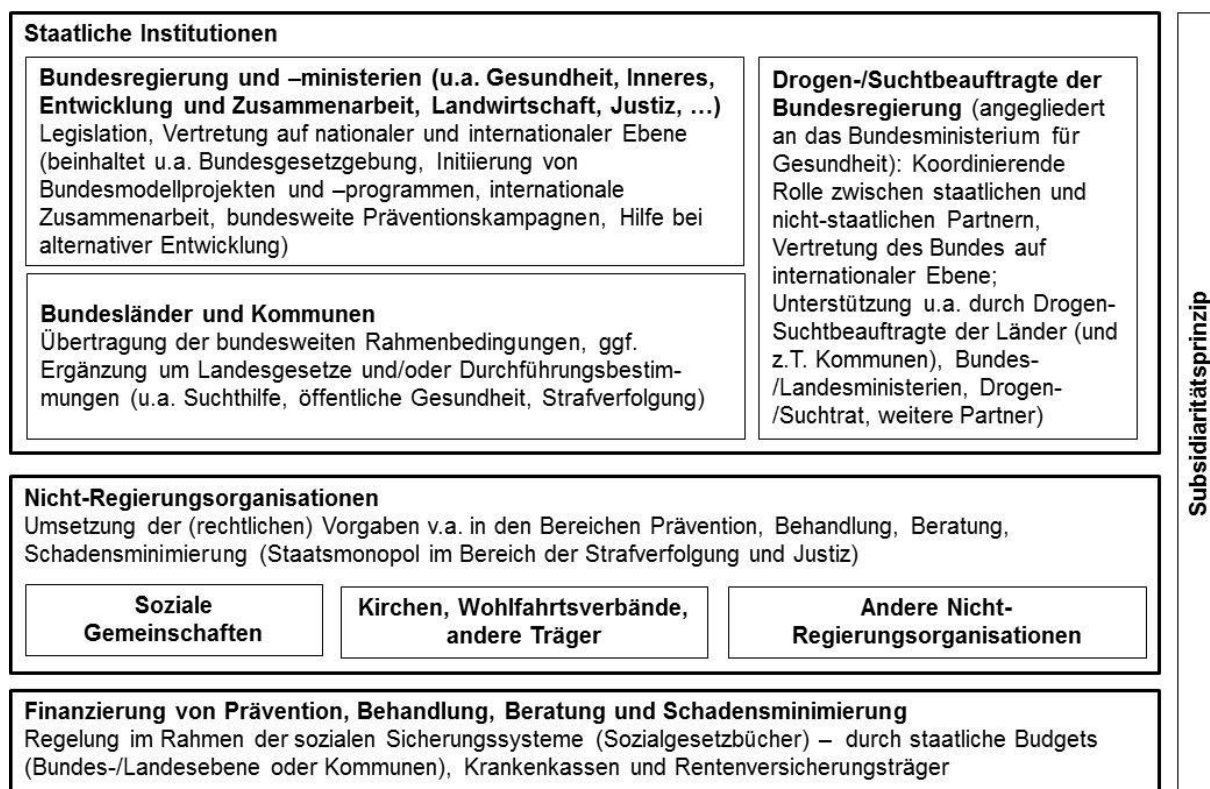 Staatliche Institutionen
Bundesregierung und –ministerien (u.a. Gesundheit, Inneres,
Entwicklung und Zusammenarbeit, Landwirtschaft, Justiz, …)
Legislation, Vertretung auf nationaler und internationaler Ebene
(beinhaltet u.a. Bundesgesetzgebung, Initiierung von
Bundesmodellprojekten und –programmen, internationale
Zusammenarbeit, bundesweite Präventionskampagnen, Hilfe bei
alternativer Entwicklung)
Bundesländer und Kommunen
Übertragung der bundesweiten Rahmenbedingungen, ggf.
Ergänzung um Landesgesetze und/oder Durchführungsbestim-
mungen (u.a. Suchthilfe, öffentliche Gesundheit, Strafverfolgung)
Drogen-/Suchtbeauftragte der
Bundesregierung (angegliedert
an das Bundesministerium für
Gesundheit): Koordinierende
Rolle zwischen staatlichen und
nicht-staatlichen Partnern,
Vertretung des Bundes auf
internationaler Ebene;
Unterstützung u.a. durch Drogen-
Suchtbeauftragte der Länder (und
z.T. Kommunen), Bundes-
/Landesministerien, Drogen-
/Suchtrat, weitere Partner)
Nicht-Regierungsorganisationen
Umsetzung der (rechtlichen) Vorgaben v.a. in den Bereichen Prävention, Behandlung, Beratung,
Schadensminimierung (Staatsmonopol im Bereich der Strafverfolgung und Justiz)
Soziale
Gemeinschaften
Kirchen, Wohlfahrtsverbände,
andere Träger
Andere Nicht-
Regierungsorganisationen
Finanzierung von Prävention, Behandlung, Beratung und Schadensminimierung
Regelung im Rahmen der sozialen Sicherungssysteme (Sozialgesetzbücher) – durch staatliche Budgets
(Bundes-/Landesebene oder Kommunen), Krankenkassen und Rentenversicherungsträger
Subsidiaritätsprinzip